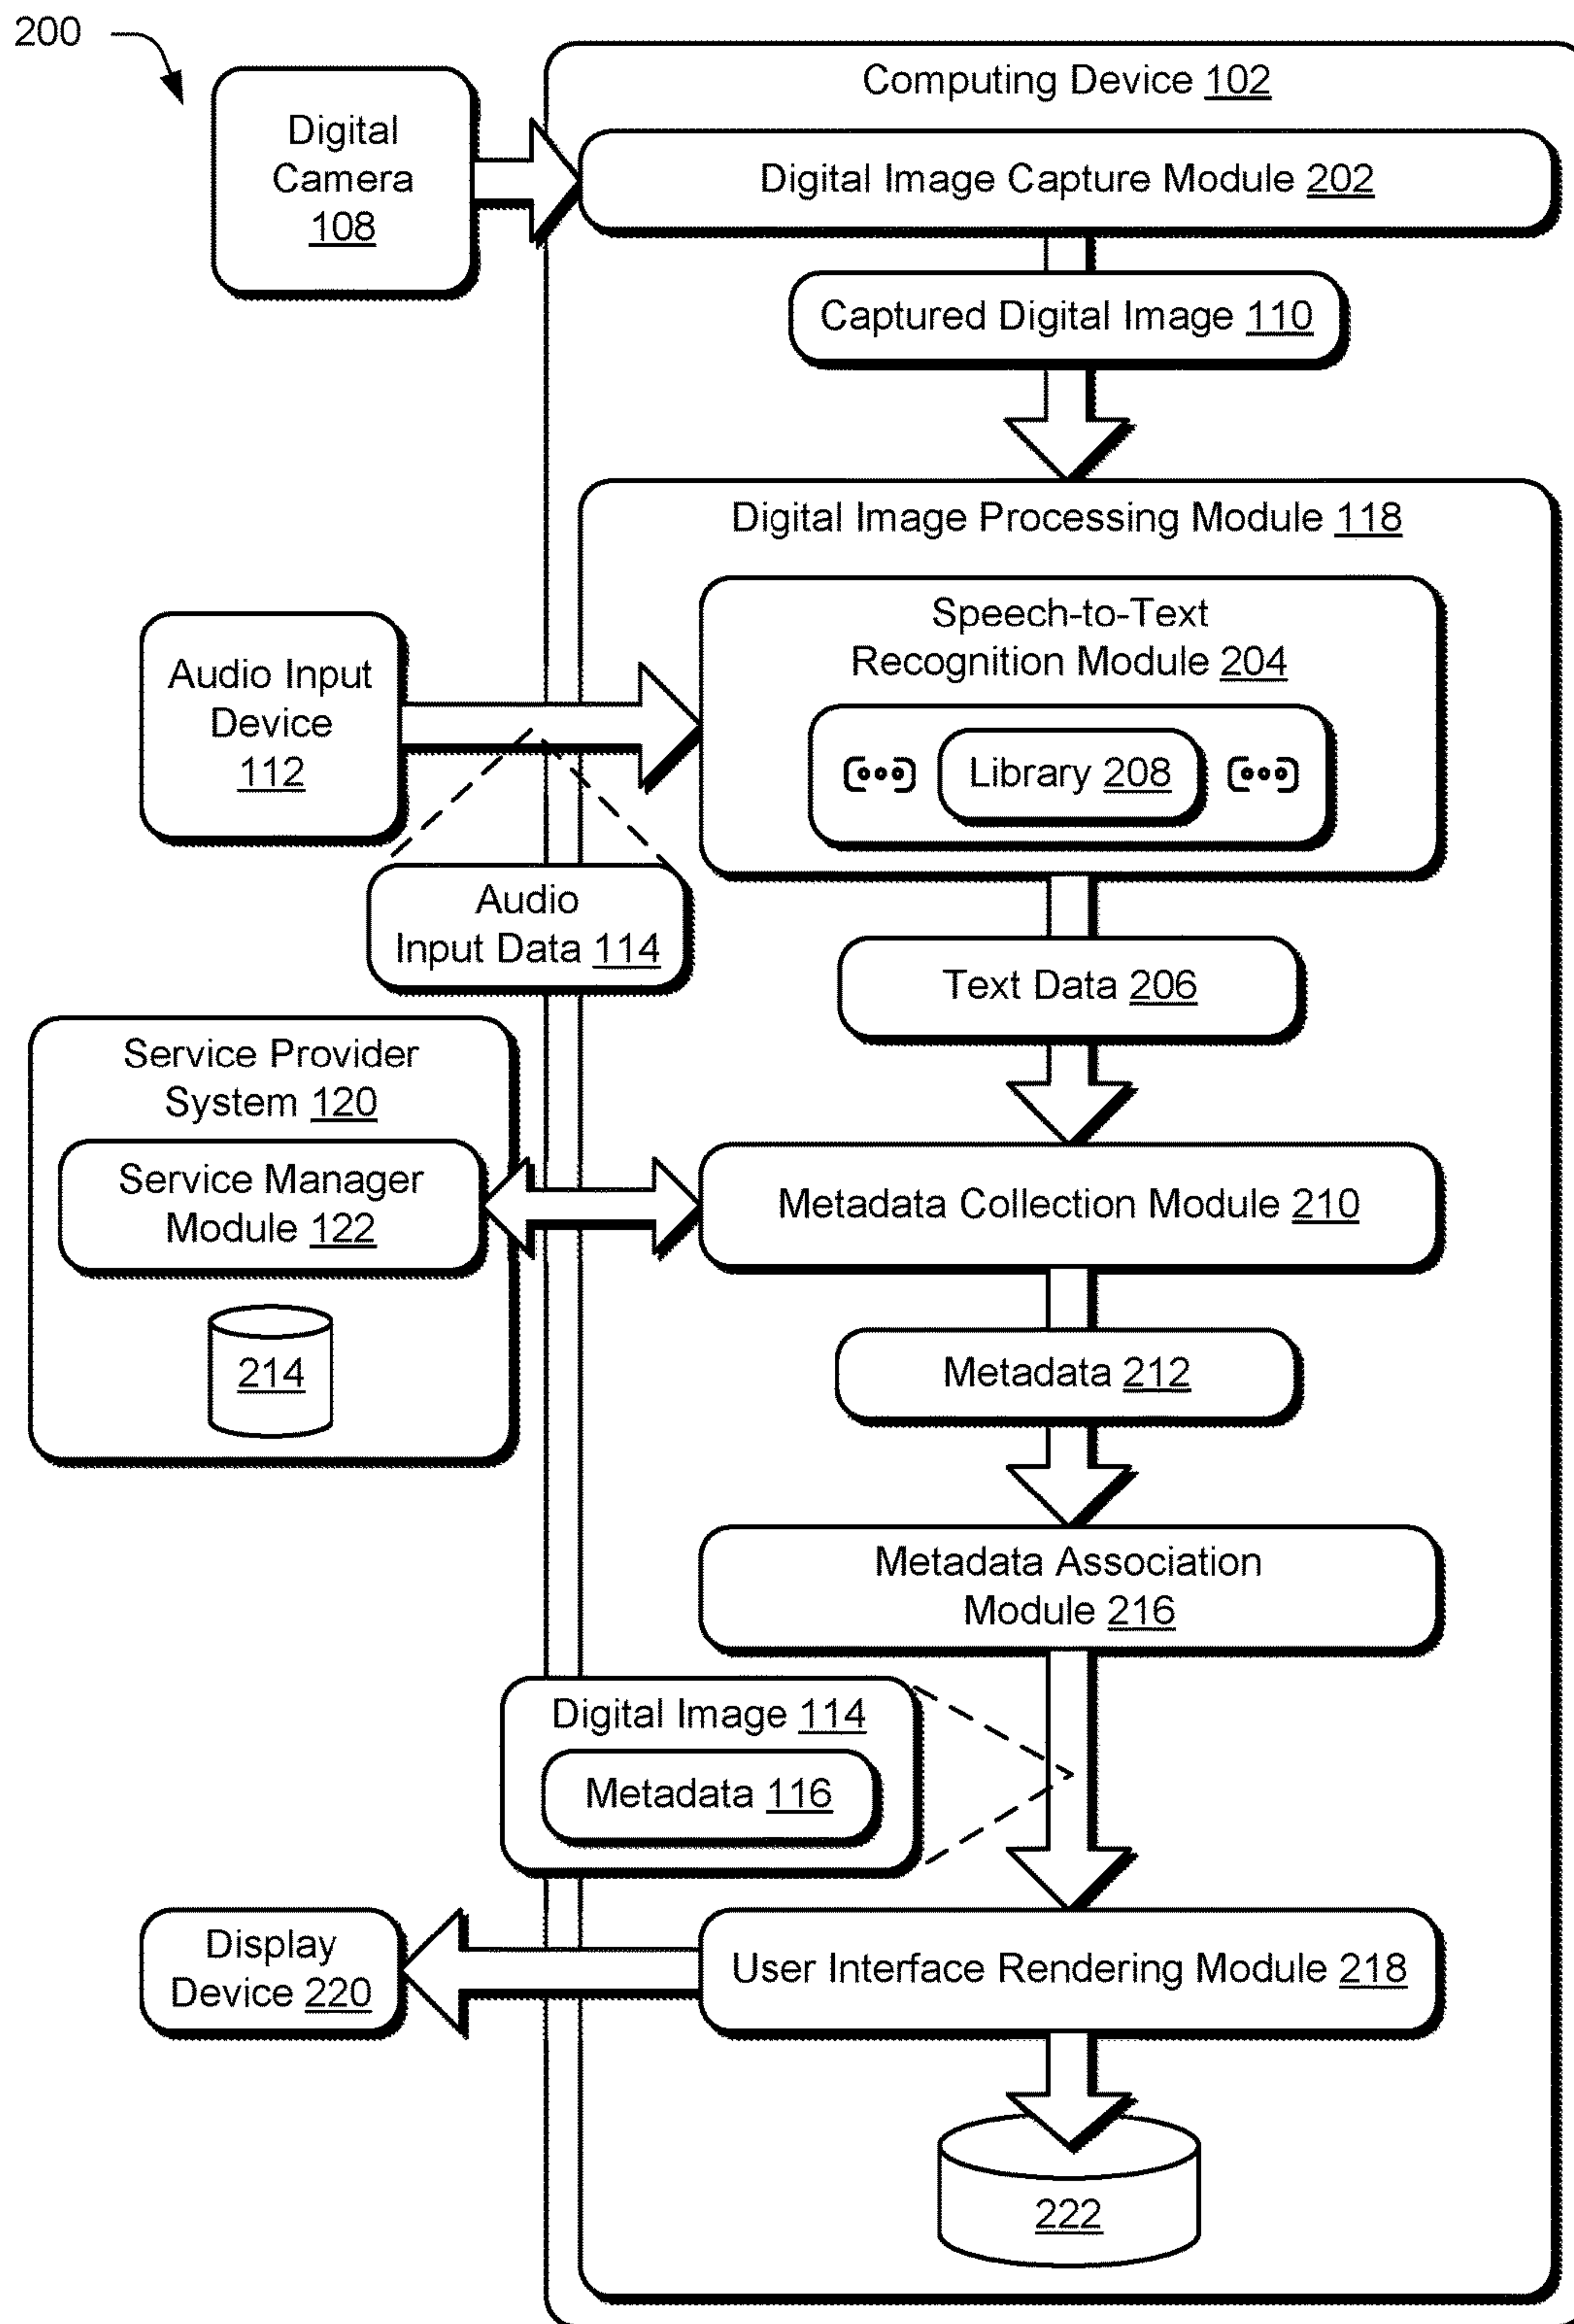 200
Computing Device 102
Digital
Camera
108
Digital Image Capture Module 202
Captured Digital Image 110
Digital Image Processing Module 118
Speech-to-Text
Recognition Module 204
Audio Input
Device
112
Library 208
Audio
Input Data 114
Text Data 206
Service Provider
System 120
Service Manager
Module 122
Metadata Collection Module 210
214
Metadata 212
Metadata Association
Module 216
Digital Image 114
Metadata 116
Display
Device 220
User Interface Rendering Module 218
222